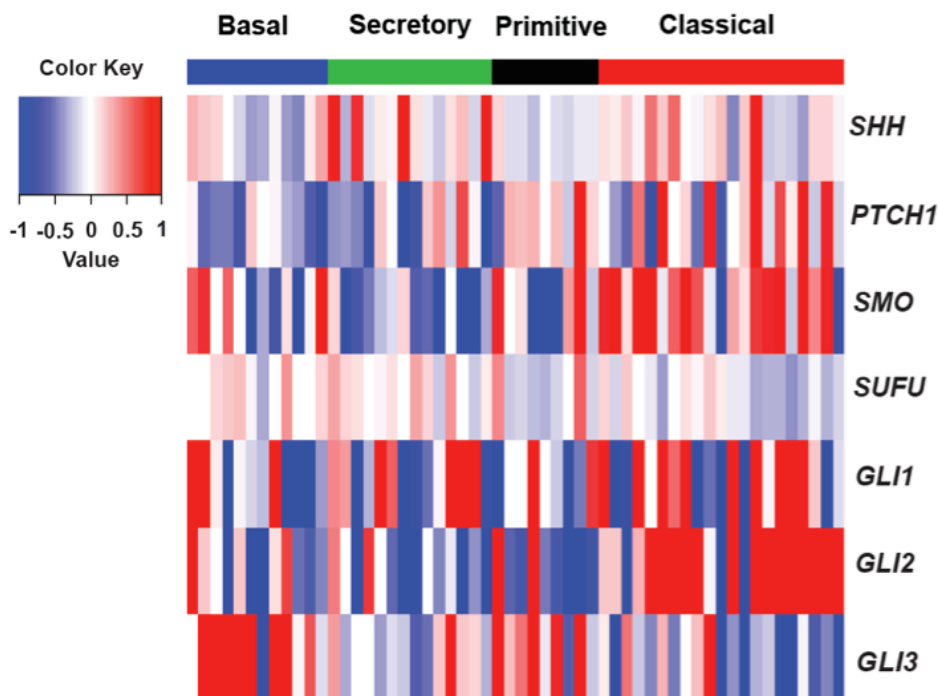 Basal Secretory Primitive Classical
Color Key
-1 -0.5 0 0.5 1
Value
SHH
PTCH1
SMO
SUFU
GLI1
GLI2
GLI3